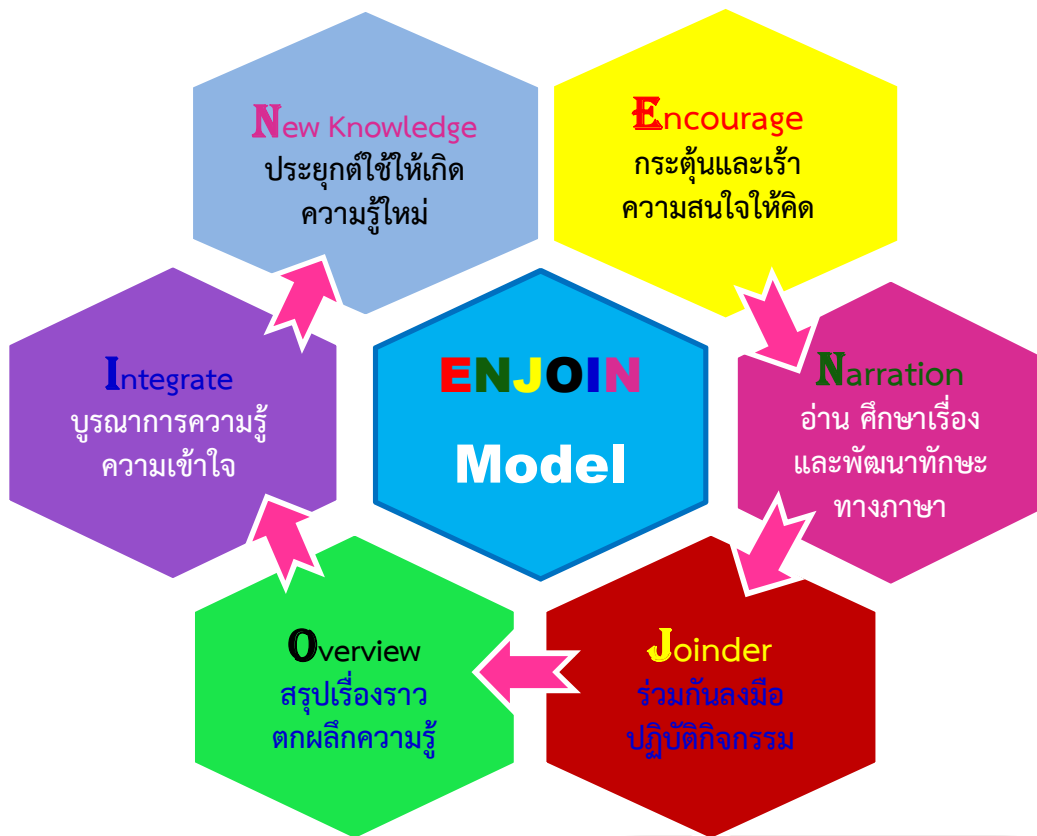 New Knowledge
ประยุกต์ใช้ให้เกิด
ความรู้ใหม่
Encourage
กระตุ้นและเร้า
ความสนใจให้คิด
Integrate
บูรณาการความรู้
ความเข้าใจ
ENJOIN
Model
Narration
อ่าน ศึกษาเรื่อง
และพัฒนาทักษะ
ทางภาษา
Overview
สรุปเรื่องราว
ตกผลึกความรู้
Joinder
ร่วมกันลงมือ
ปฏิบัติกิจกรรม